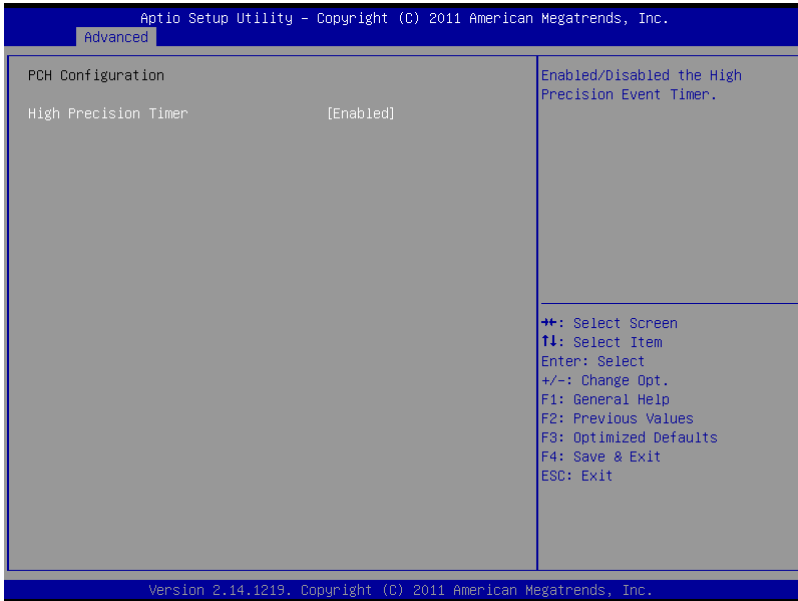 Aptio Setup Utility – Copyright (C) 2011 American Megatrends, Inc.
Advanced
PCH Configuration
High Precision Timer [Enabled]
Enabled/Disabled the High
Precision Event Timer.
→←: Select Screen
↑↓: Select Item
Enter: Select
+/-: Change Opt.
F1: General Help
F2: Previous Values
F3: Optimized Defaults
F4: Save & Exit
ESC: Exit
Version 2.14.1219. Copyright (C) 2011 American Megatrends, Inc.